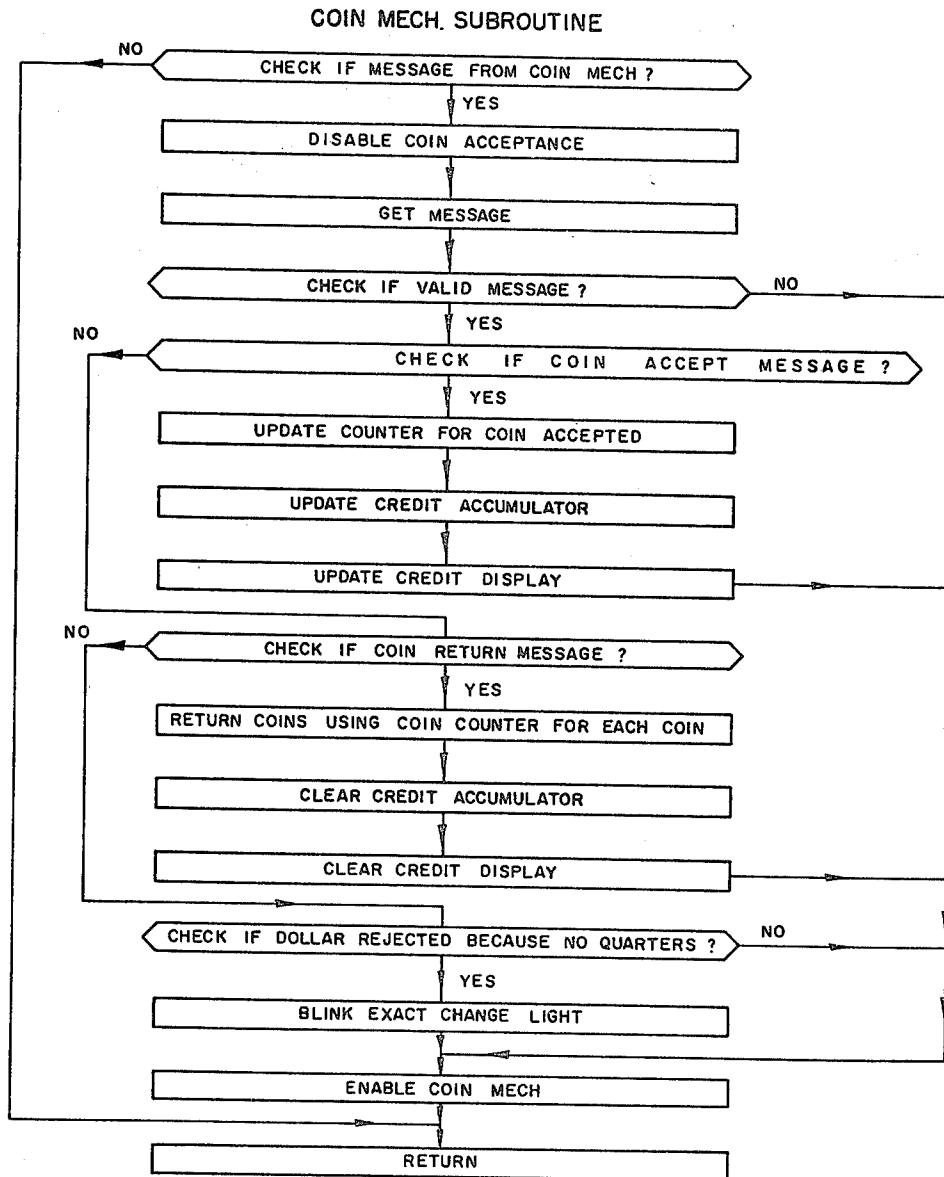 COIN MECH. SUBROUTINE
NO
CHECK IF MESSAGE FROM COIN MECH ?
YES
DISABLE COIN ACCEPTANCE
GET MESSAGE
CHECK IF VALID MESSAGE ?
NO
YES
NO
CHECK IF COIN ACCEPT MESSAGE ?
YES
UPDATE COUNTER FOR COIN ACCEPTED
UPDATE CREDIT ACCUMULATOR
UPDATE CREDIT DISPLAY
NO
CHECK IF COIN RETURN MESSAGE ?
YES
RETURN COINS USING COIN COUNTER FOR EACH COIN
CLEAR CREDIT ACCUMULATOR
CLEAR CREDIT DISPLAY
CHECK IF DOLLAR REJECTED BECAUSE NO QUARTERS ?
NO
YES
BLINK EXACT CHANGE LIGHT
ENABLE COIN MECH
RETURN